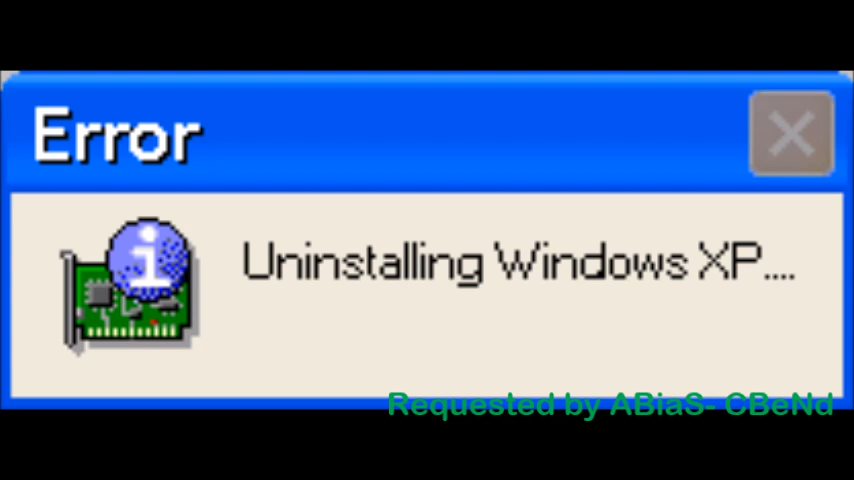 Error
Uninstalling Windows XP....
Requested by ABiaS- CBeNd